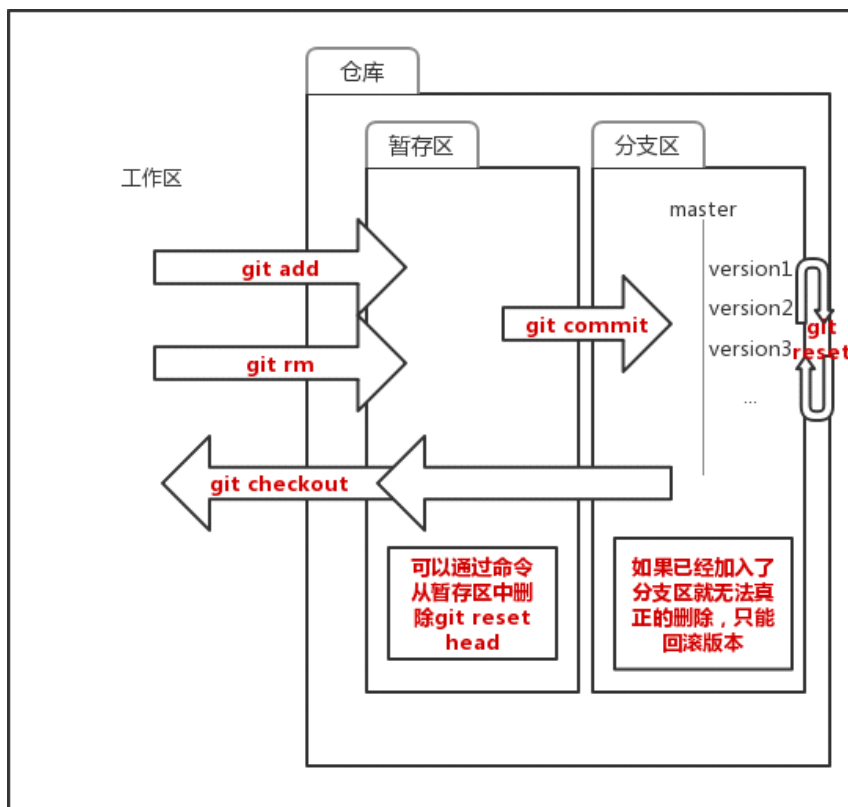 仓库
暂存区
分支区
工作区
master
git add
version1
version2
git commit
git
reset
version3
git rm
...
git checkout
可以通过命令
从暂存区中删
除git reset
head
如果已经加入了
分支区就无法真
正的删除，只能
回滚版本